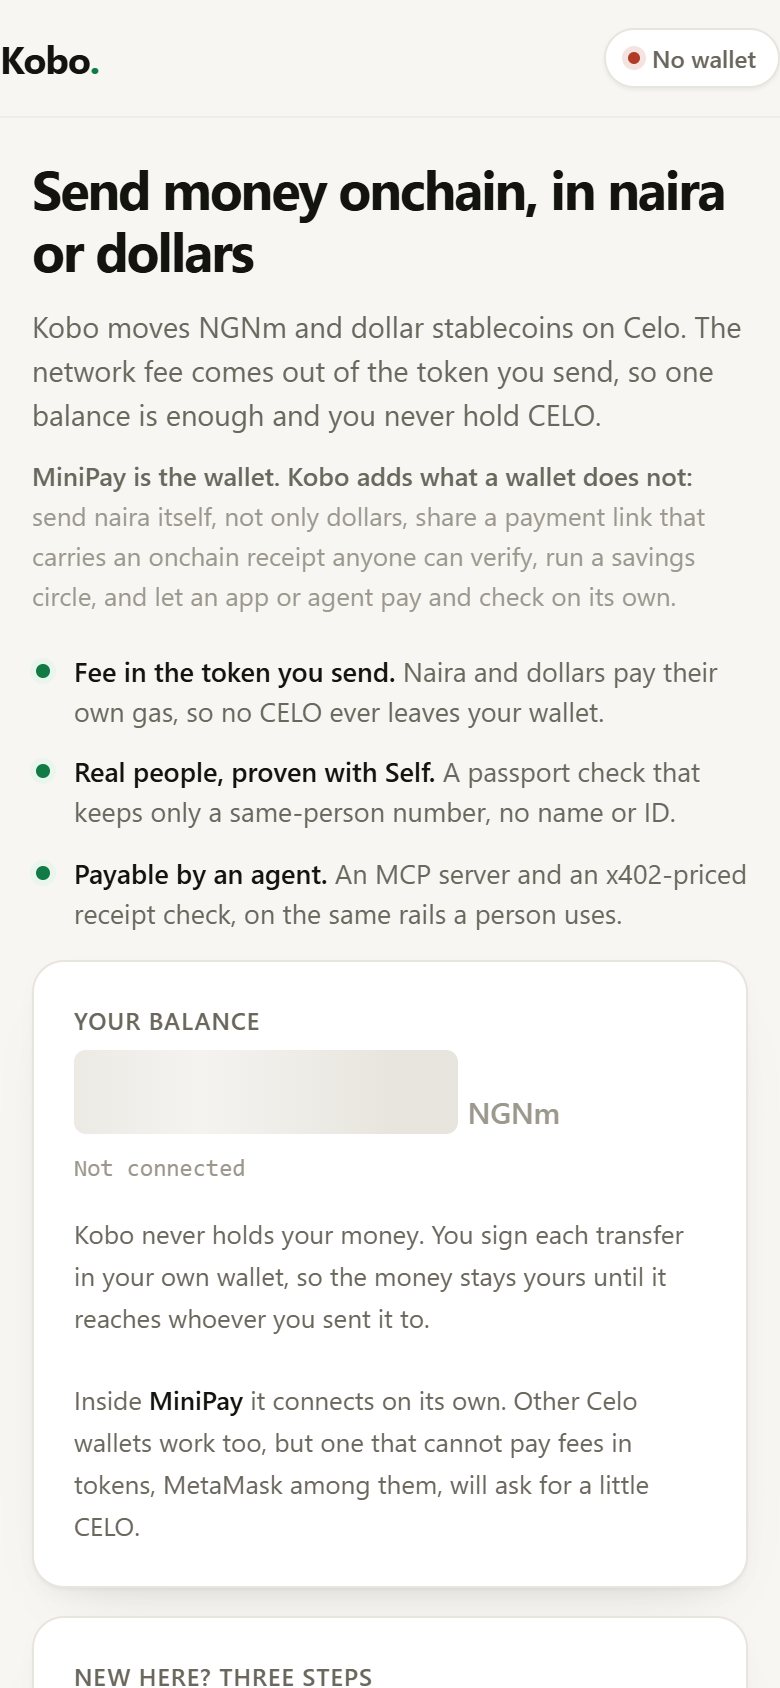 Kobo.
No wallet
Send money onchain, in naira
or dollars
Kobo moves NGNm and dollar stablecoins on Celo. The
network fee comes out of the token you send, so one
balance is enough and you never hold CELO.
MiniPay is the wallet. Kobo adds what a wallet does not:
send naira itself, not only dollars, share a payment link that
carries an onchain receipt anyone can verify, run a savings
circle, and let an app or agent pay and check on its own.
Fee in the token you send. Naira and dollars pay their
own gas, so no CELO ever leaves your wallet.
Real people, proven with Self. A passport check that
keeps only a same-person number, no name or ID.
Payable by an agent. An MCP server and an x402-priced
receipt check, on the same rails a person uses.
YOUR BALANCE
NGNm
Not connected
Kobo never holds your money. You sign each transfer
in your own wallet, so the money stays yours until it
reaches whoever you sent it to.
Inside MiniPay it connects on its own. Other Celo
wallets work too, but one that cannot pay fees in
tokens, MetaMask among them, will ask for a little
CELO.
NEW HERE? THREE STEPS